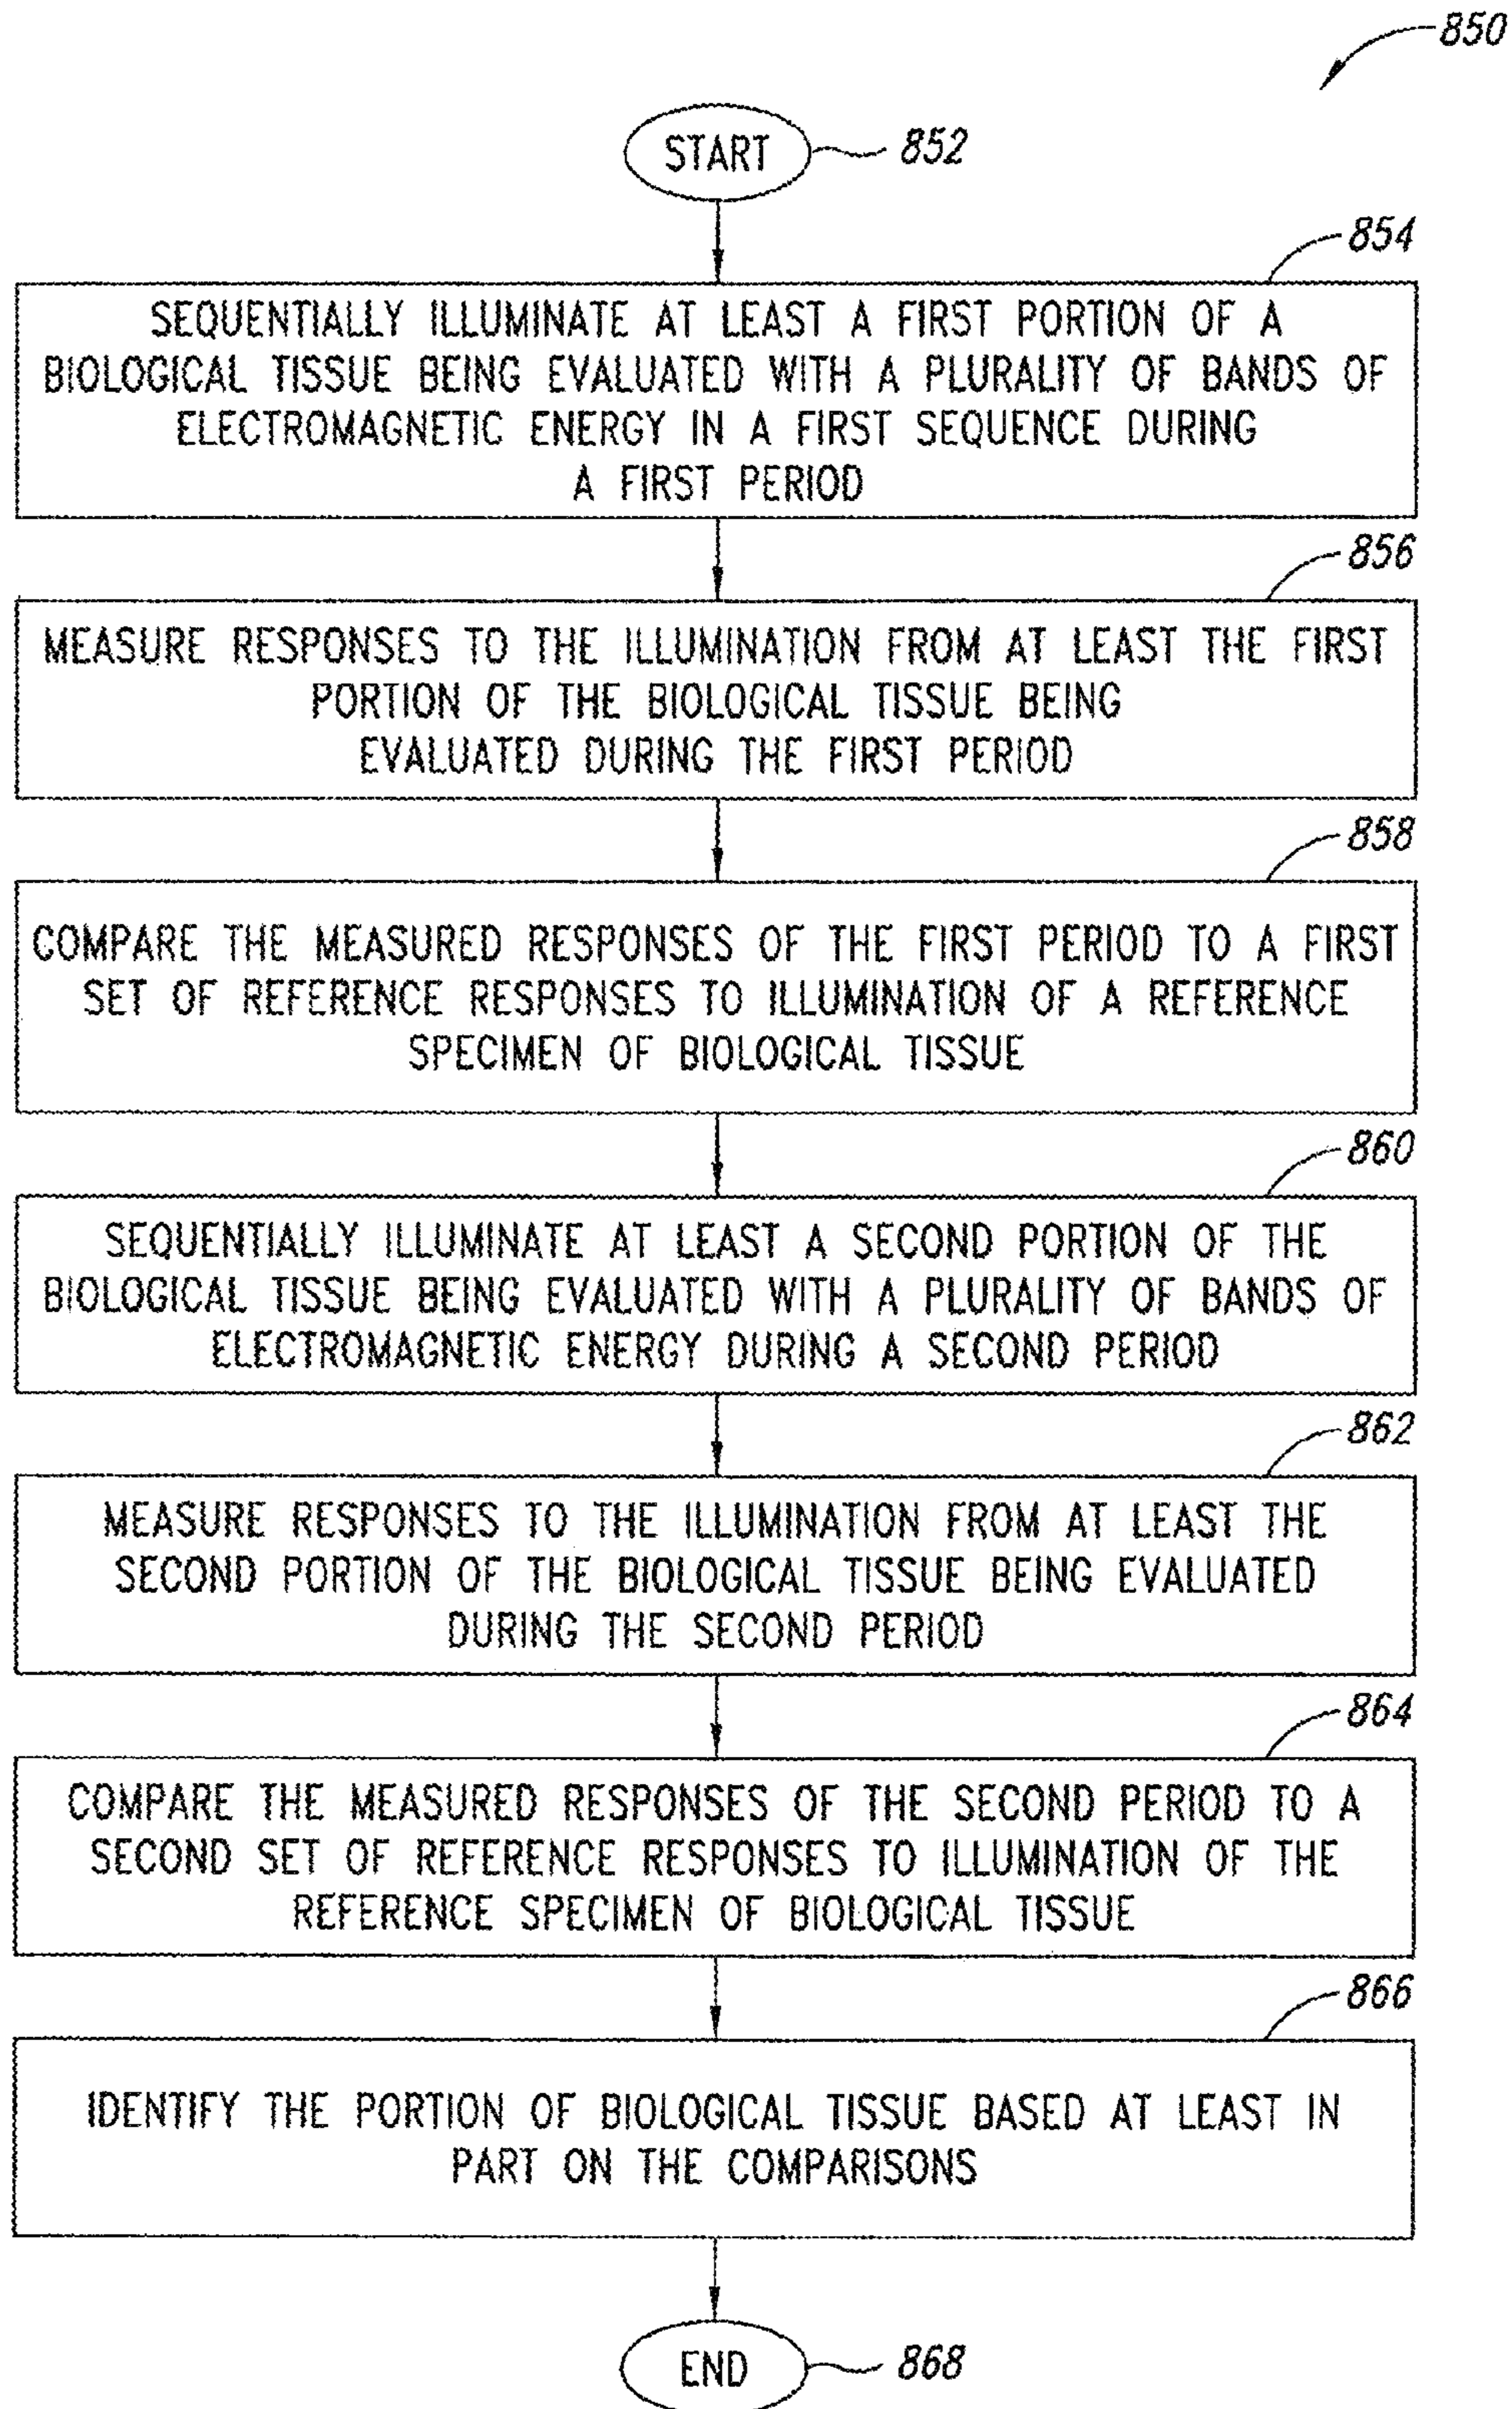 850
START
852
854
SEQUENTIALLY ILLUMINATE AT LEAST A FIRST PORTION OF A
BIOLOGICAL TISSUE BEING EVALUATED WITH A PLURALITY OF BANDS OF
ELECTROMAGNETIC ENERGY IN A FIRST SEQUENCE DURING
A FIRST PERIOD
856
MEASURE RESPONSES TO THE ILLUMINATION FROM AT LEAST THE FIRST
PORTION OF THE BIOLOGICAL TISSUE BEING
EVALUATED DURING THE FIRST PERIOD
858
COMPARE THE MEASURED RESPONSES OF THE FIRST PERIOD TO A FIRST
SET OF REFERENCE RESPONSES TO ILLUMINATION OF A REFERENCE
SPECIMEN OF BIOLOGICAL TISSUE
860
SEQUENTIALLY ILLUMINATE AT LEAST A SECOND PORTION OF THE
BIOLOGICAL TISSUE BEING EVALUATED WITH A PLURALITY OF BANDS OF
ELECTROMAGNETIC ENERGY DURING A SECOND PERIOD
862
MEASURE RESPONSES TO THE ILLUMINATION FROM AT LEAST THE
SECOND PORTION OF THE BIOLOGICAL TISSUE BEING EVALUATED
DURING THE SECOND PERIOD
864
COMPARE THE MEASURED RESPONSES OF THE SECOND PERIOD TO A
SECOND SET OF REFERENCE RESPONSES TO ILLUMINATION OF THE
REFERENCE SPECIMEN OF BIOLOGICAL TISSUE
866
IDENTIFY THE PORTION OF BIOLOGICAL TISSUE BASED AT LEAST IN
PART ON THE COMPARISONS
END
868